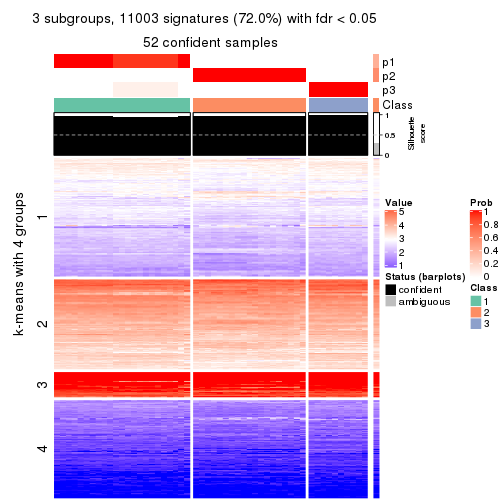 3 subgroups, 11003 signatures (72.0%) with fdr < 0.05
52 confident samples
p1
p2
p3
Class
1
0.5
0
Silhouette
score
k-means with 4 groups
1
2
3
4
Value
5
4
3
2
1
Status (barplots)
confident
ambiguous
Prob
1
0.8
0.6
0.4
0.2
0
Class
1
2
3